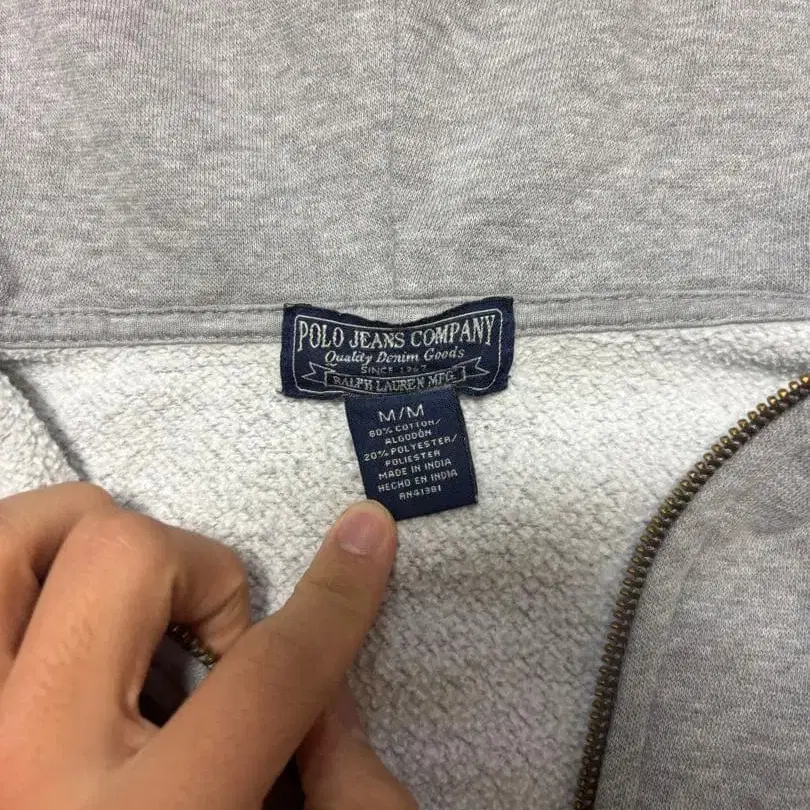 POLO JEANS COMPANY
Quality Denim Goods
SINCE 1967
RALPH LAUREN MFG.
M/M
80% COTTON/
ALGODÓN
20% POLYESTER/
POLIESTER
MADE IN INDIA
HECHO EN INDIA
RN41381